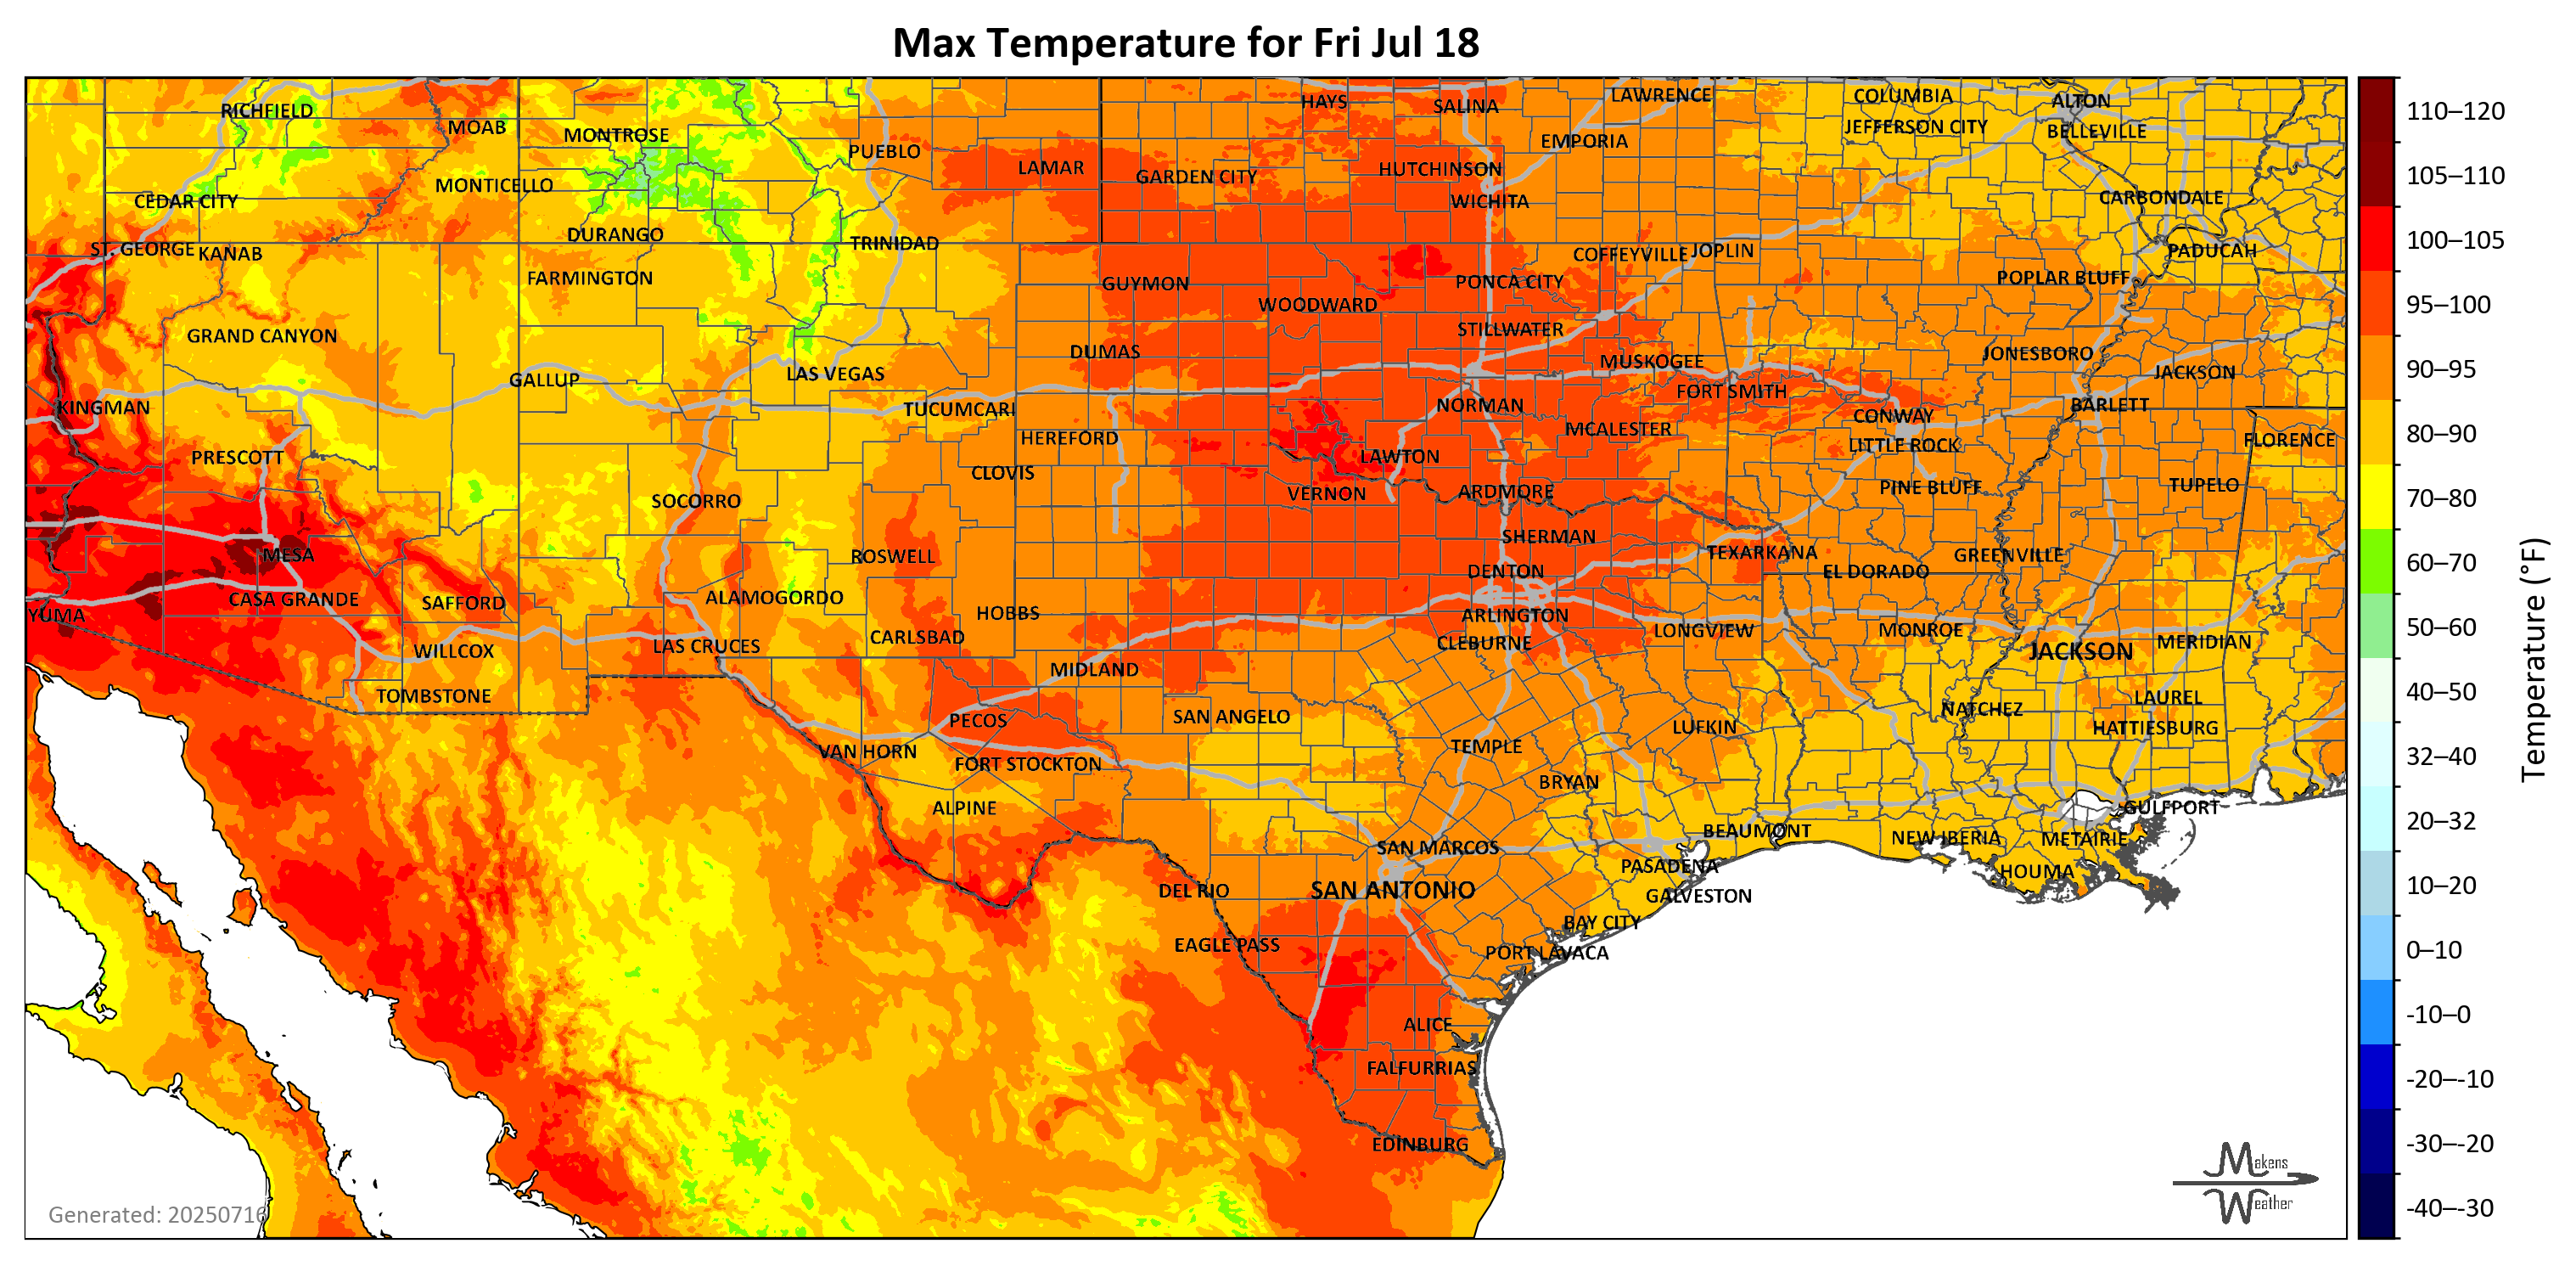 Max Temperature for Fri Jul 18
RICHFIELD
MOAB
MONTROSE
PUEBLO
LAMAR
HAYS
SALINA
LAWRENCE
COLUMBIA
ALTON
EMPORIA
JEFFERSON CITY
BELLEVILLE
CEDAR CITY
MONTICELLO
GARDEN CITY
HUTCHINSON
WICHITA
CARBONDALE
ST. GEORGE
KANAB
DURANGO
TRINIDAD
COFFEYVILLE
JOPLIN
PADUCAH
FARMINGTON
GUYMON
PONCA CITY
POPLAR BLUFF
WOODWARD
GRAND CANYON
STILLWATER
DUMAS
MUSKOGEE
JONESBORO
GALLUP
LAS VEGAS
FORT SMITH
JACKSON
KINGMAN
TUCUMCARI
NORMAN
CONWAY
BARLETT
HEREFORD
MCALESTER
LITTLE ROCK
FLORENCE
PRESCOTT
CLOVIS
LAWTON
SOCORRO
VERNON
ARDMORE
PINE BLUFF
TUPELO
MESA
ROSWELL
SHERMAN
TEXARKANA
GREENVILLE
DENTON
EL DORADO
CASA GRANDE
SAFFORD
ALAMOGORDO
HOBBS
ARLINGTON
YUMA
WILLCOX
LAS CRUCES
CARLSBAD
CLEBURNE
LONGVIEW
MONROE
JACKSON
MERIDIAN
MIDLAND
TOMBSTONE
PECOS
SAN ANGELO
LUFKIN
NATCHEZ
LAUREL
HATTIESBURG
VAN HORN
FORT STOCKTON
TEMPLE
BRYAN
ALPINE
GULFPORT
SAN MARCOS
BEAUMONT
NEW IBERIA
METAIRIE
DEL RIO
SAN ANTONIO
PASADENA
HOUMA
GALVESTON
EAGLE PASS
BAY CITY
PORT LAVACA
ALICE
FALFURRIAS
EDINBURG
Generated: 20250716
Makens
Weather
110–120
105–110
100–105
95–100
90–95
80–90
70–80
60–70
50–60
40–50
32–40
20–32
10–20
0–10
-10–0
-20–-10
-30–-20
-40–-30
Temperature (°F)